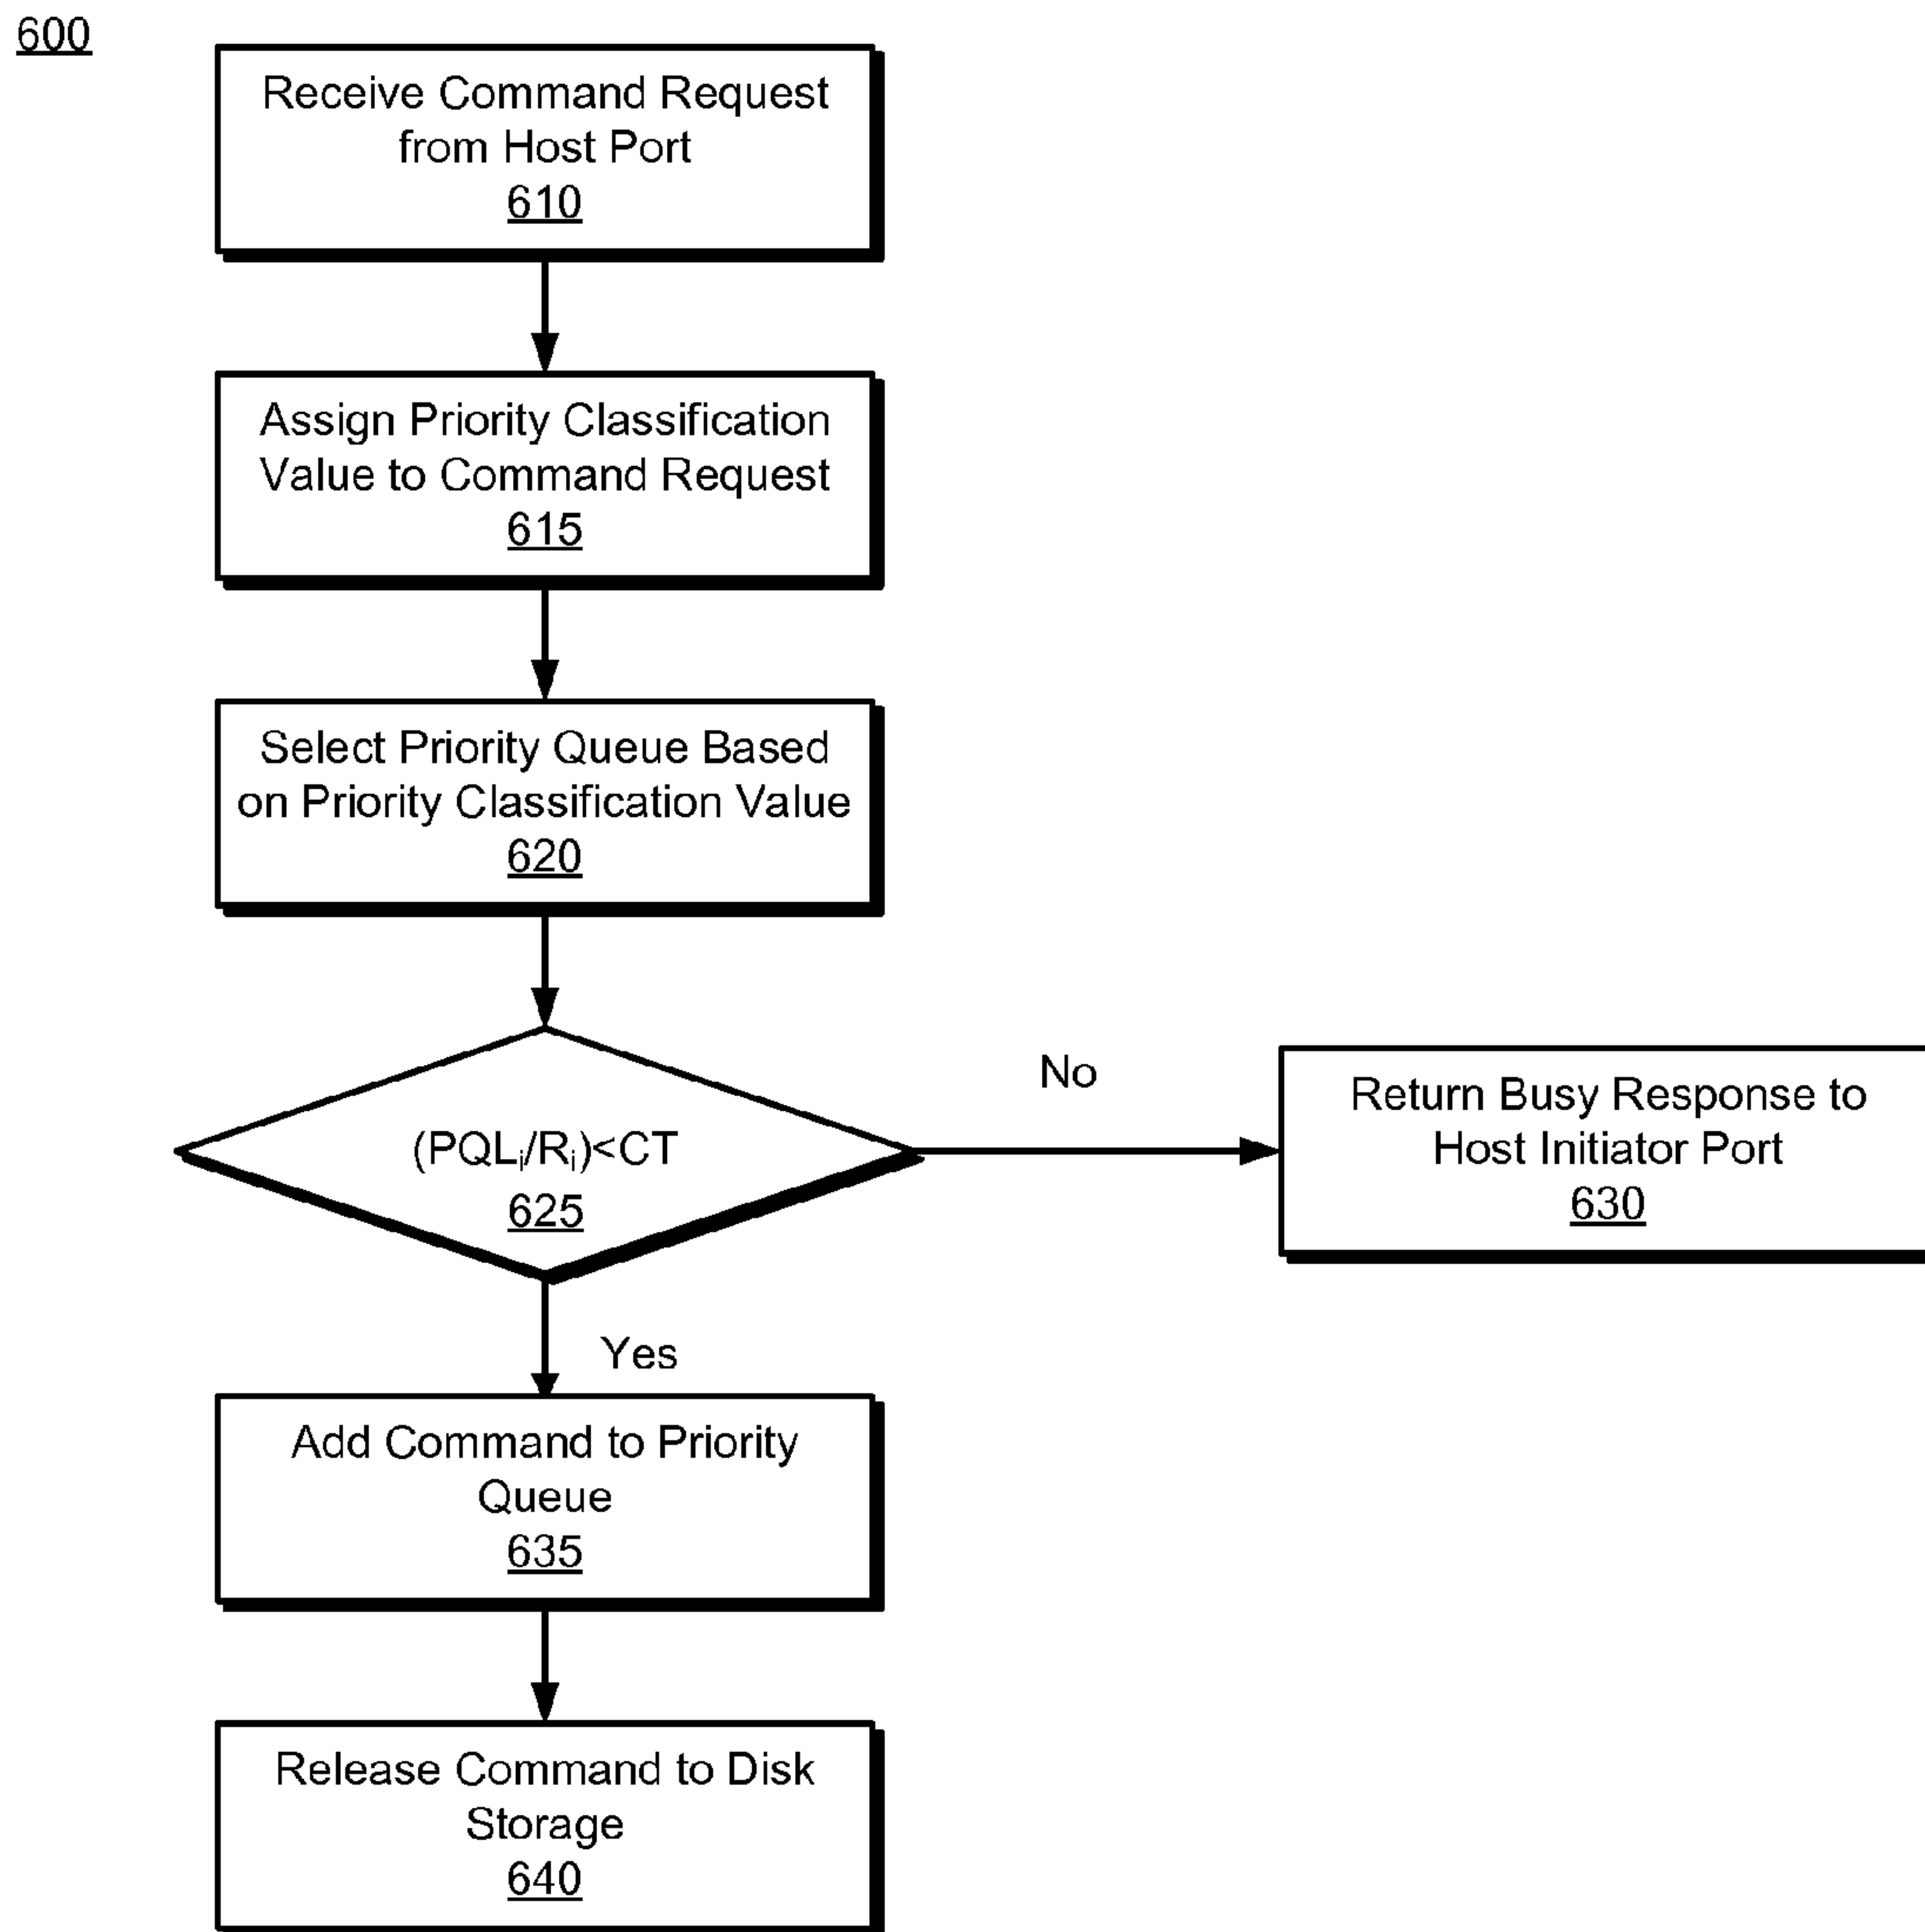 600
Receive Command Request
from Host Port
610
Assign Priority Classification
Value to Command Request
615
Select Priority Queue Based
on Priority Classification Value
620
(PQLi/Ri)<CT
625
No
Return Busy Response to
Host Initiator Port
630
Yes
Add Command to Priority
Queue
635
Release Command to Disk
Storage
640